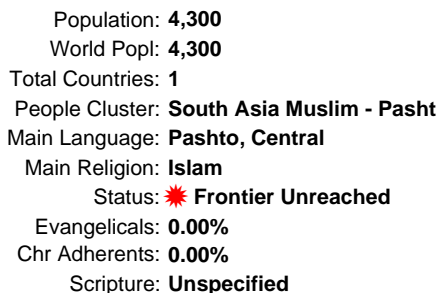 Population: 4,300
World Popl: 4,300
Total Countries: 1
People Cluster: South Asia Muslim - Pasht
Main Language: Pashto, Central
Main Religion: Islam
Status: Frontier Unreached
Evangelicals: 0.00%
Chr Adherents: 0.00%
Scripture: Unspecified